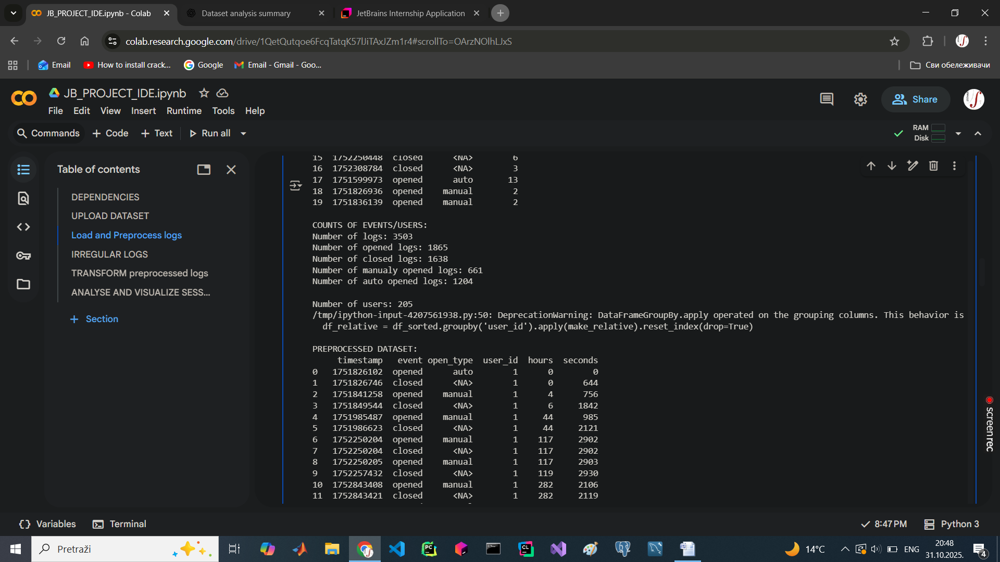 JB_PROJECT_IDE.ipynb - Colab
Dataset analysis summary
JetBrains Internship Application
colab.research.google.com/drive/1QetQutqoe6FcqTatqK57lJiTAxJZm1r4#scrollTo=OArzNOlhLJxS
Email
How to install crack...
Google
Email - Gmail - Goo...
Сви обележивачи
JB_PROJECT_IDE.ipynb
File Edit View Insert Runtime Tools Help
Share
Commands + Code + Text Run all
RAM
Disk
Table of contents
DEPENDENCIES
UPLOAD DATASET
Load and Preprocess logs
IRREGULAR LOGS
TRANSFORM preprocessed logs
ANALYSE AND VISUALIZE SESS...
+ Section
15 1752250448 closed <NA> 6
16 1752308784 closed <NA> 3
17 1751599973 opened auto 13
18 1751826936 opened manual 2
19 1751836139 opened manual 2
COUNTS OF EVENTS/USERS:
Number of logs: 3503
Number of opened logs: 1865
Number of closed logs: 1638
Number of manualy opened logs: 661
Number of auto opened logs: 1204
Number of users: 205
/tmp/ipython-input-4207561938.py:50: DeprecationWarning: DataFrameGroupBy.apply operated on the grouping columns. This behavior is
df_relative = df_sorted.groupby('user_id').apply(make_relative).reset_index(drop=True)
PREPROCESSED DATASET:
timestamp event open_type user_id hours seconds
0 1751826102 opened auto 1 0 0
1 1751826746 closed <NA> 1 0 644
2 1751841258 opened manual 1 4 756
3 1751849544 closed <NA> 1 6 1842
4 1751985487 opened manual 1 44 985
5 1751986623 closed <NA> 1 44 2121
6 1752250204 opened manual 1 117 2902
7 1752250204 closed <NA> 1 117 2902
8 1752250205 opened manual 1 117 2903
9 1752257432 closed <NA> 1 119 2930
10 1752843408 opened manual 1 282 2106
11 1752843421 closed <NA> 1 282 2119
screenrec
Variables
Terminal
8:47 PM
Python 3
Pretraži
14°C
ENG
20:48
31.10.2025.
4